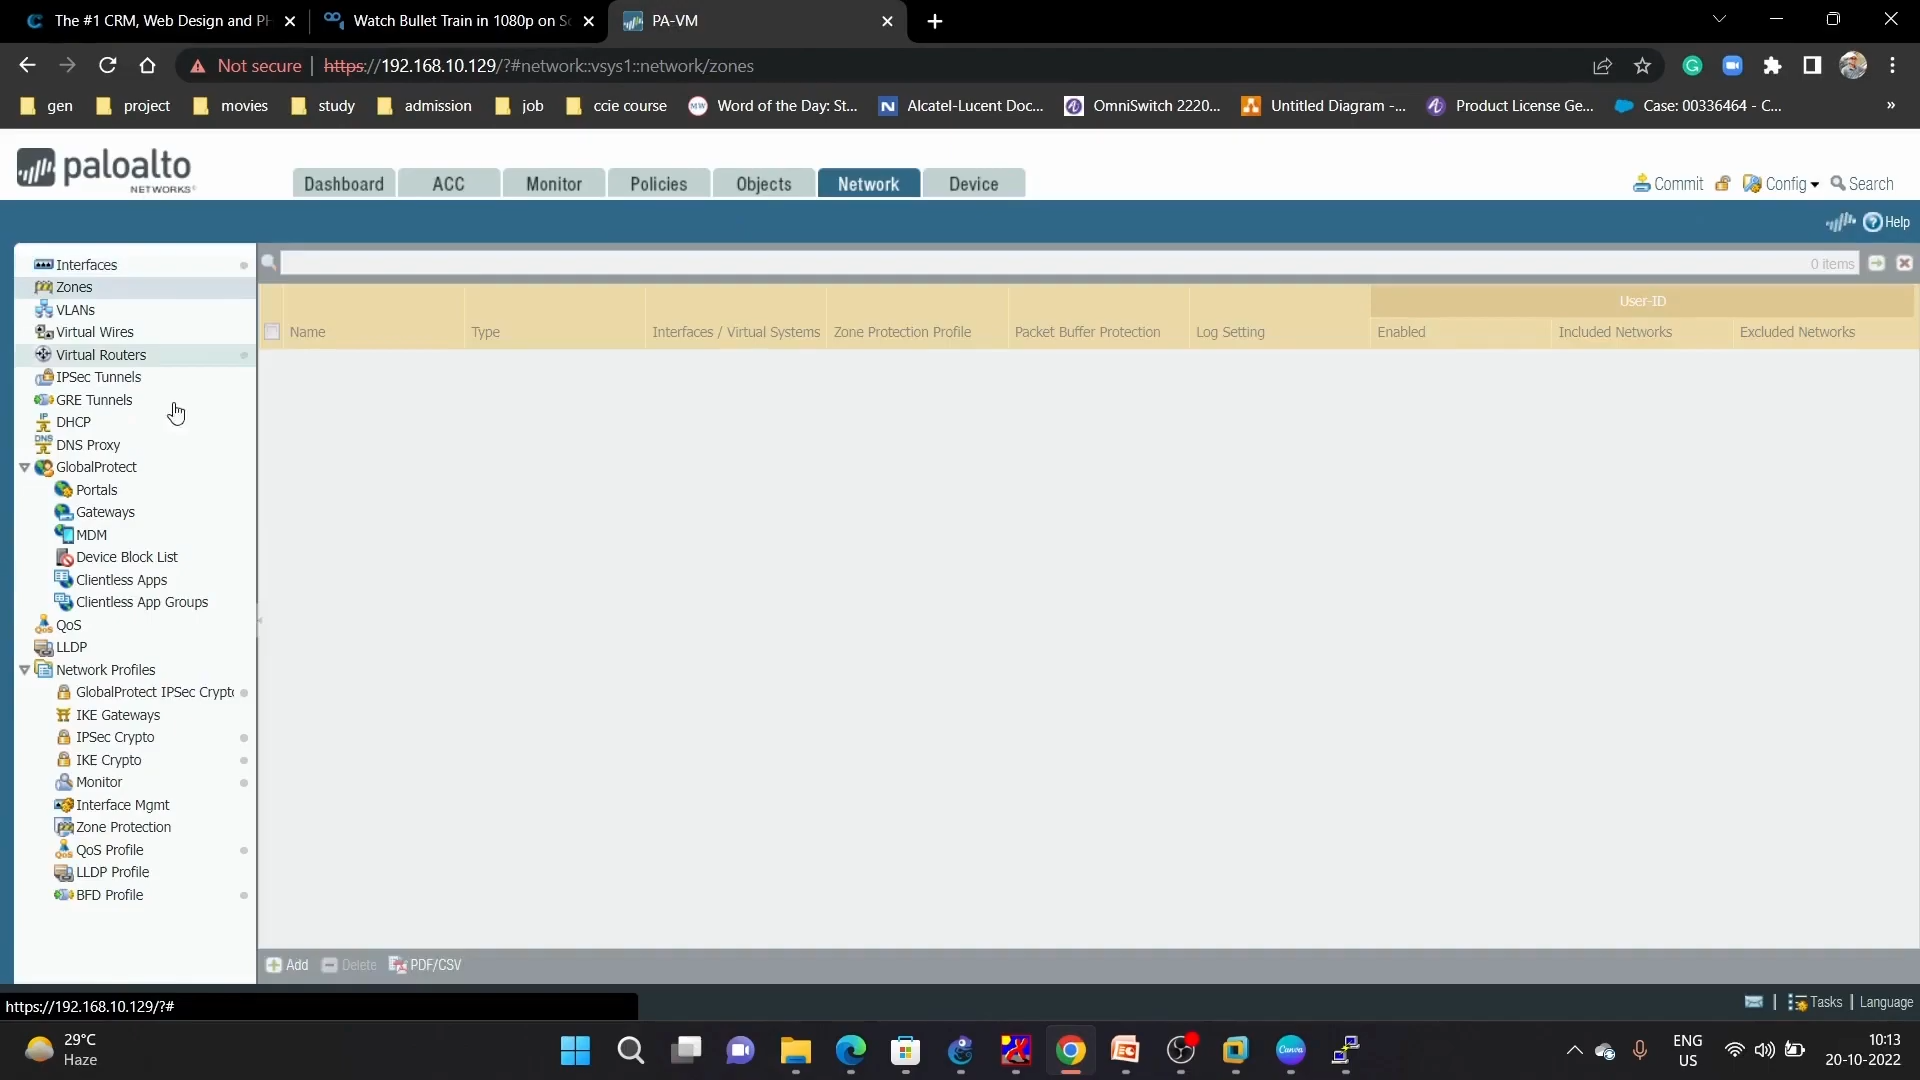 The #1 CRM, Web Design and PH
Watch Bullet Train in 1080p on So
PA-VM
Not secure
https://192.168.10.129/?#network::vsys1::network/zones
gen
project
movies
study
admission
job
ccie course
Word of the Day: St...
Alcatel-Lucent Doc...
OmniSwitch 2220...
Untitled Diagram -...
Product License Ge...
Case: 00336464 - C...
»
paloalto
NETWORKS
Dashboard
ACC
Monitor
Policies
Objects
Network
Device
Commit
Config
Search
Help
Interfaces
Zones
VLANs
Virtual Wires
Virtual Routers
IPSec Tunnels
GRE Tunnels
DHCP
DNS Proxy
GlobalProtect
Portals
Gateways
MDM
Device Block List
Clientless Apps
Clientless App Groups
QoS
LLDP
Network Profiles
GlobalProtect IPSec Crypto
IKE Gateways
IPSec Crypto
IKE Crypto
Monitor
Interface Mgmt
Zone Protection
QoS Profile
LLDP Profile
BFD Profile
0 items
User-ID
Name
Type
Interfaces / Virtual Systems
Zone Protection Profile
Packet Buffer Protection
Log Setting
Enabled
Included Networks
Excluded Networks
Add
Delete
PDF/CSV
https://192.168.10.129/?#
Tasks
Language
29°C
Haze
Canva
ENG
US
10:13
20-10-2022